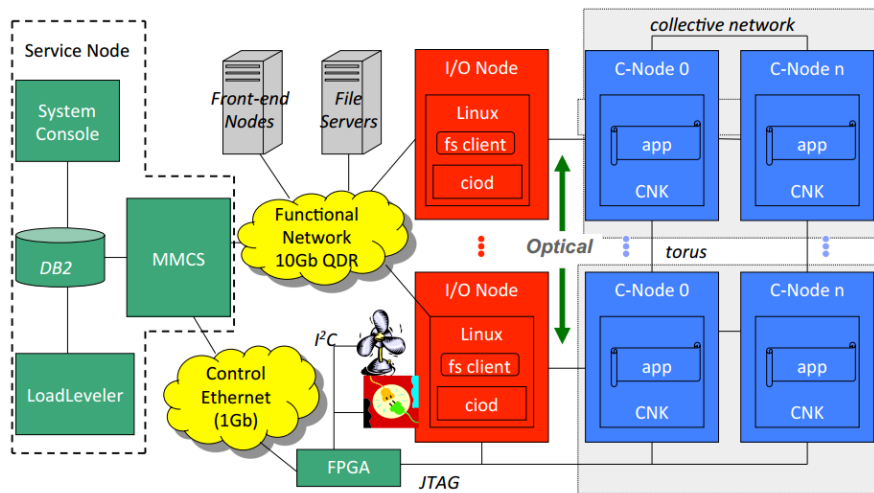 Service Node
System
Console
DB2
LoadLeveler
MMCS
Front-end
Nodes
File
Servers
Functional
Network
10Gb QDR
Control
Ethernet
(1Gb)
I²C
FPGA
JTAG
I/O Node
Linux
fs client
ciod
I/O Node
Linux
fs client
ciod
Optical
collective network
C-Node 0
app
CNK
C-Node n
app
CNK
torus
C-Node 0
app
CNK
C-Node n
app
CNK